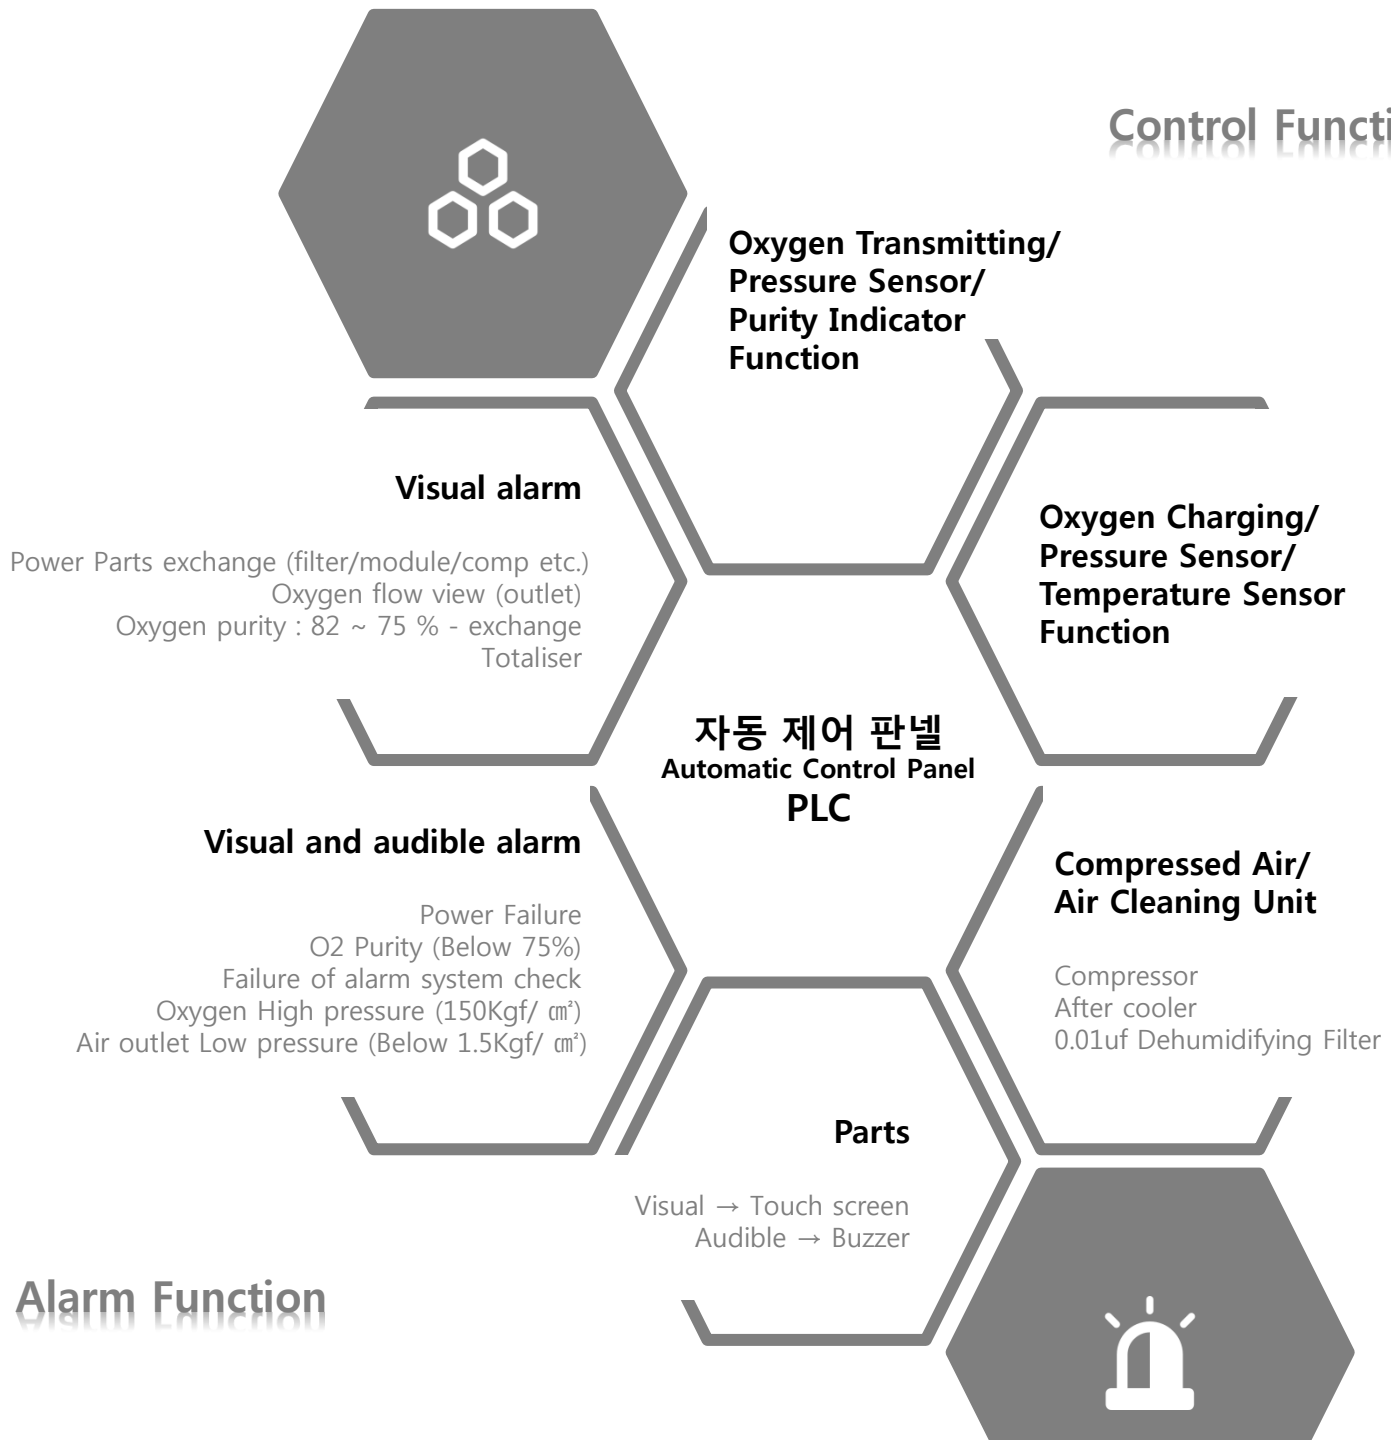 Control Functi
Oxygen Transmitting/
Pressure Sensor/
Purity Indicator
Function
Visual alarm
Power Parts exchange (filter/module/comp etc.)
Oxygen flow view (outlet)
Oxygen purity : 82 ~ 75 % - exchange
Totaliser
Oxygen Charging/
Pressure Sensor/
Temperature Sensor
Function
자동 제어 판넬
Automatic Control Panel
PLC
Visual and audible alarm
Power Failure
O2 Purity (Below 75%)
Failure of alarm system check
Oxygen High pressure (150Kgf/ ㎠)
Air outlet Low pressure (Below 1.5Kgf/ ㎠)
Compressed Air/
Air Cleaning Unit
Compressor
After cooler
0.01uf Dehumidifying Filter
Parts
Visual → Touch screen
Audible → Buzzer
Alarm Function